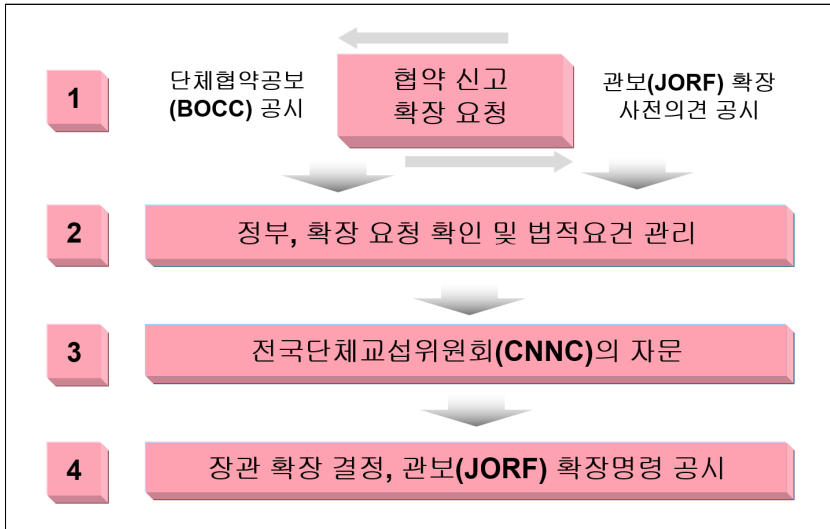 1
단체협약공보
(BOCC) 공시
협약 신고
확장 요청
관보(JORF) 확장
사전의견 공시
2
정부, 확장 요청 확인 및 법적요건 관리
3
전국단체교섭위원회(CNNC)의 자문
4
장관 확장 결정, 관보(JORF) 확장명령 공시